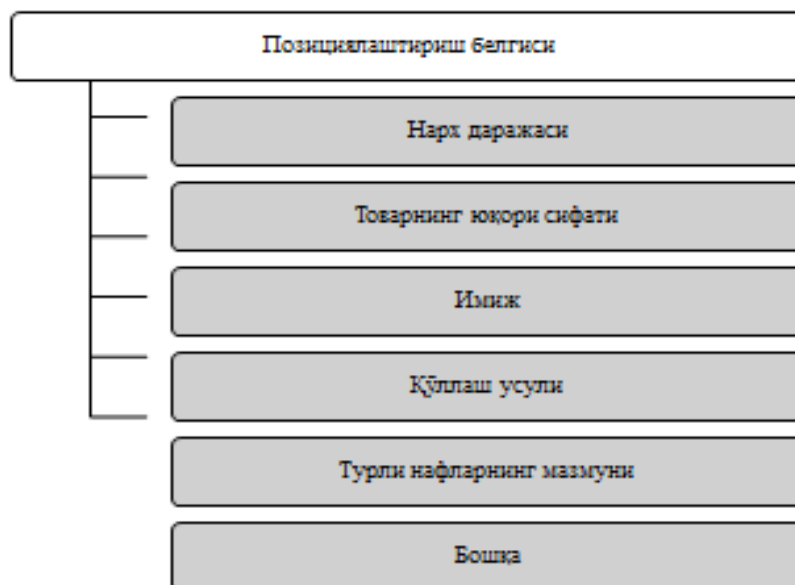 Позициялаштириш белгиси
Нарх даражаси
Товарнинг юқори сифати
Имиж
Қўллаш усули
Турли нафларнинг мазмуни
Бошқа